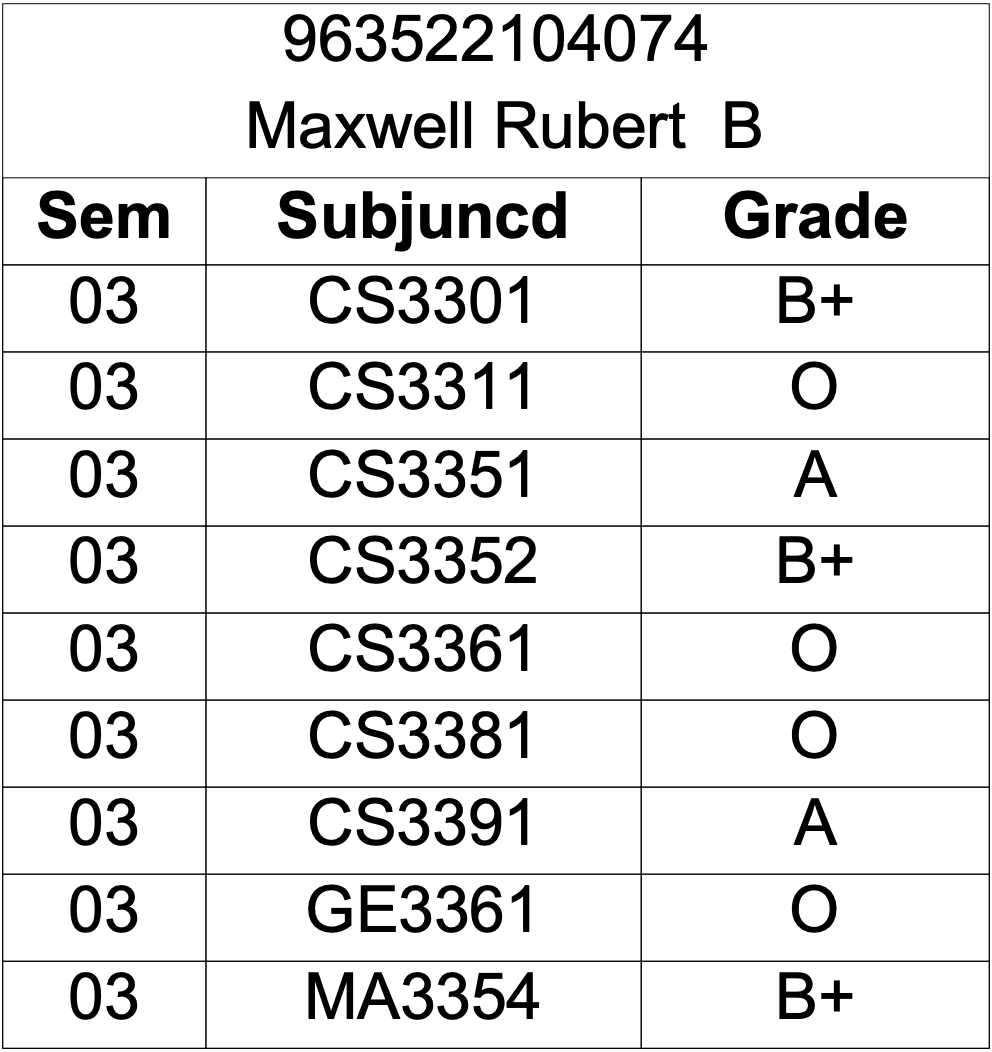 963522104074
Maxwell Rubert  B
Sem Subjuncd Grade
03 CS3301 B+
03 CS3311 O
03 CS3351 A
03 CS3352 B+
03 CS3361 O
03 CS3381 O
03 CS3391 A
03 GE3361 O
03 MA3354 B+